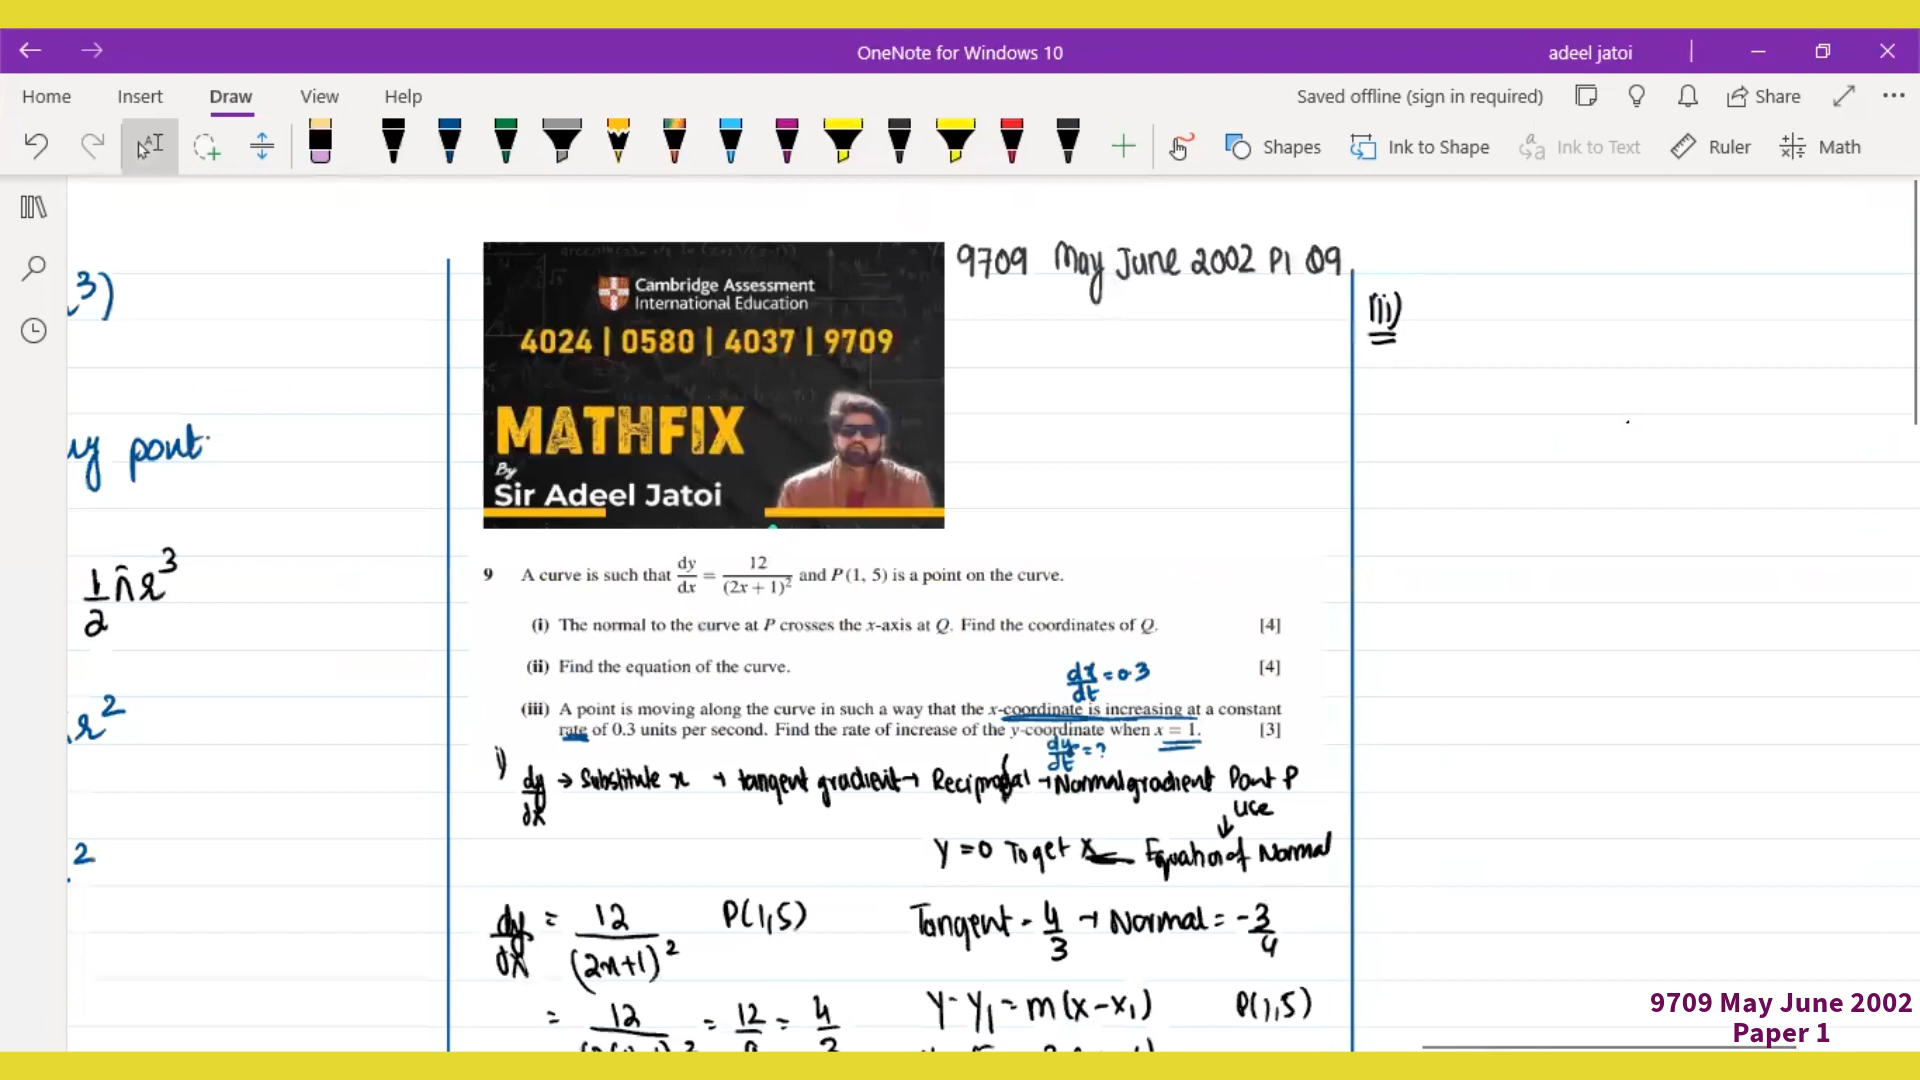 OneNote for Windows 10
adeel jatoi
Home Insert Draw View Help
Saved offline (sign in required)
Share
Shapes
Ink to Shape
Ink to Text
Ruler
Math
Cambridge Assessment
International Education
4024 | 0580 | 4037 | 9709
MATHFIX
By
Sir Adeel Jatoi
9709 May June 2002 P1 Q9
3)
pont
1/2 π r^3
r^2
2
9 A curve is such that dy/dx = 12/(2x + 1)^2 and P (1, 5) is a point on the curve.
(i) The normal to the curve at P crosses the x-axis at Q. Find the coordinates of Q. [4]
(ii) Find the equation of the curve. [4]
dx/dt = 0.3
(iii) A point is moving along the curve in such a way that the x-coordinate is increasing at a constant
rate of 0.3 units per second. Find the rate of increase of the y-coordinate when x = 1. [3]
dy/dt = ?
i) dy/dx → Substitute x → tangent gradient → Reciprocal → Normal gradient Point P
use
y = 0 To get x ← Equation of Normal
dy/dx = 12/(2x+1)^2 P(1,5)
Tangent = 4/3 → Normal = -3/4
y - y1 = m(x - x1) P(1,5)
= 12 = 12 = 4
(ii)
9709 May June 2002
Paper 1